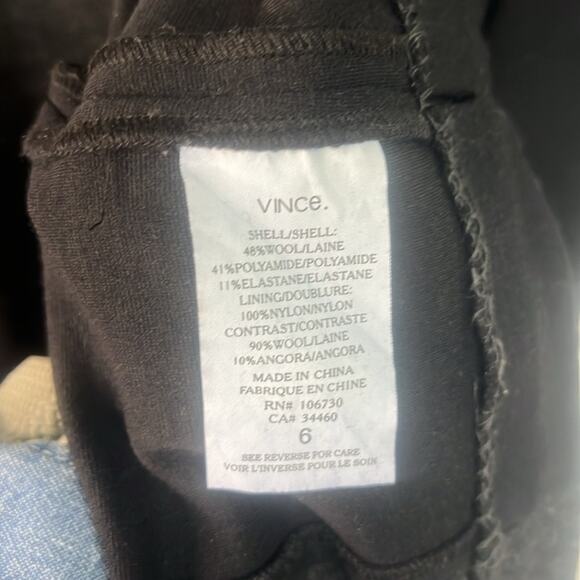 VINCe.
SHELL/SHELL:
48%WOOL/LAINE
41%POLYAMIDE/POLYAMIDE
11%ELASTANE/ELASTANE
LINING/DOUBLURE:
100%NYLON/NYLON
CONTRAST/CONTRASTE
90%WOOL/LAINE
10%ANGORA/ANGORA
MADE IN CHINA
FABRIQUE EN CHINE
RN# 106730
CA# 34460
6
SEE REVERSE FOR CARE
VOIR L'INVERSE POUR LE SOIN